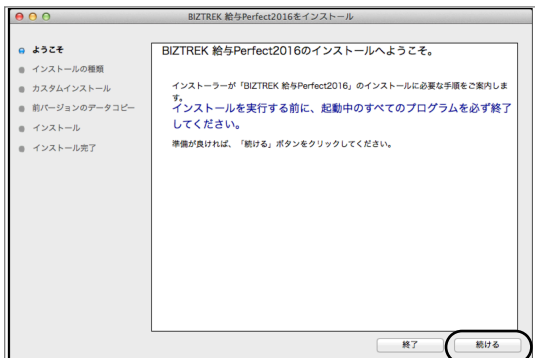 BIZTREK 給与Perfect2016をインストール
ようこそ
インストールの種類
カスタムインストール
前バージョンのデータコピー
インストール
インストール完了
BIZTREK 給与Perfect2016のインストールへようこそ。
インストーラーが「BIZTREK 給与Perfect2016」のインストールに必要な手順をご案内しま
す。
インストールを実行する前に、起動中のすべてのプログラムを必ず終了
してください。
準備が良ければ、「続ける」ボタンをクリックしてください。
終了
続ける